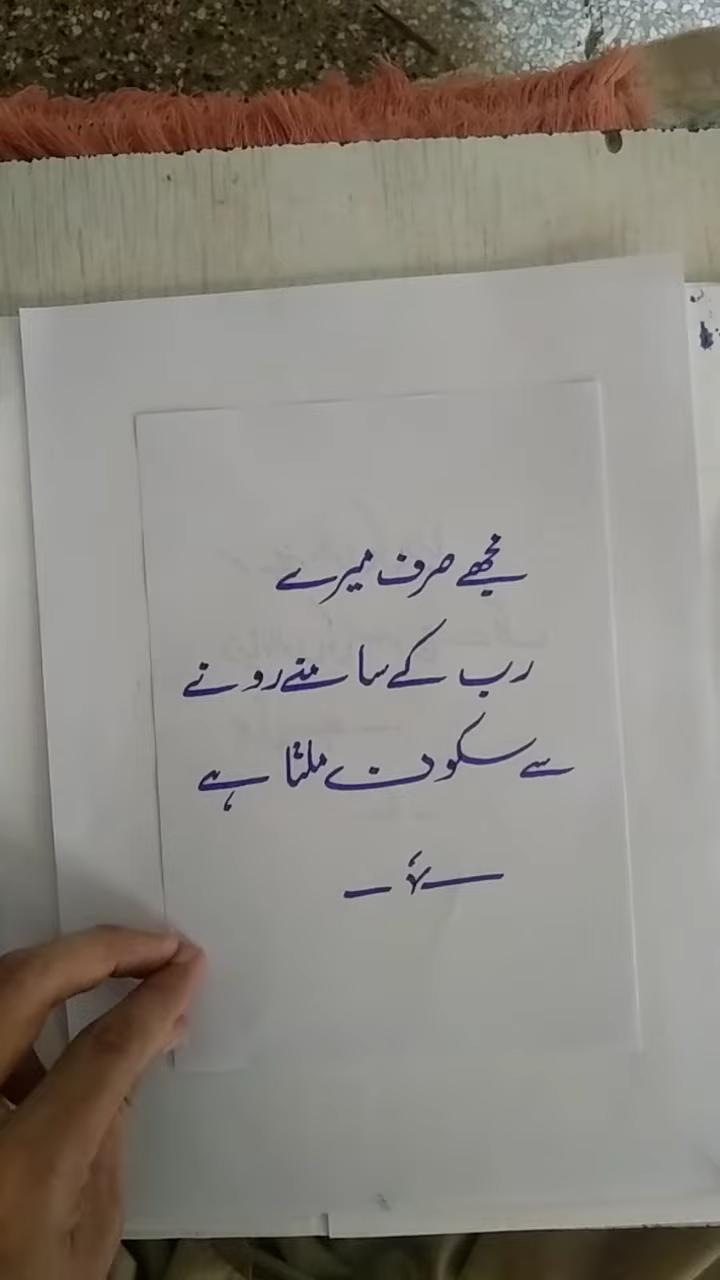 مجھے صرف میرے
رب کے سامنے رونے
سے سکون ملتا ہے